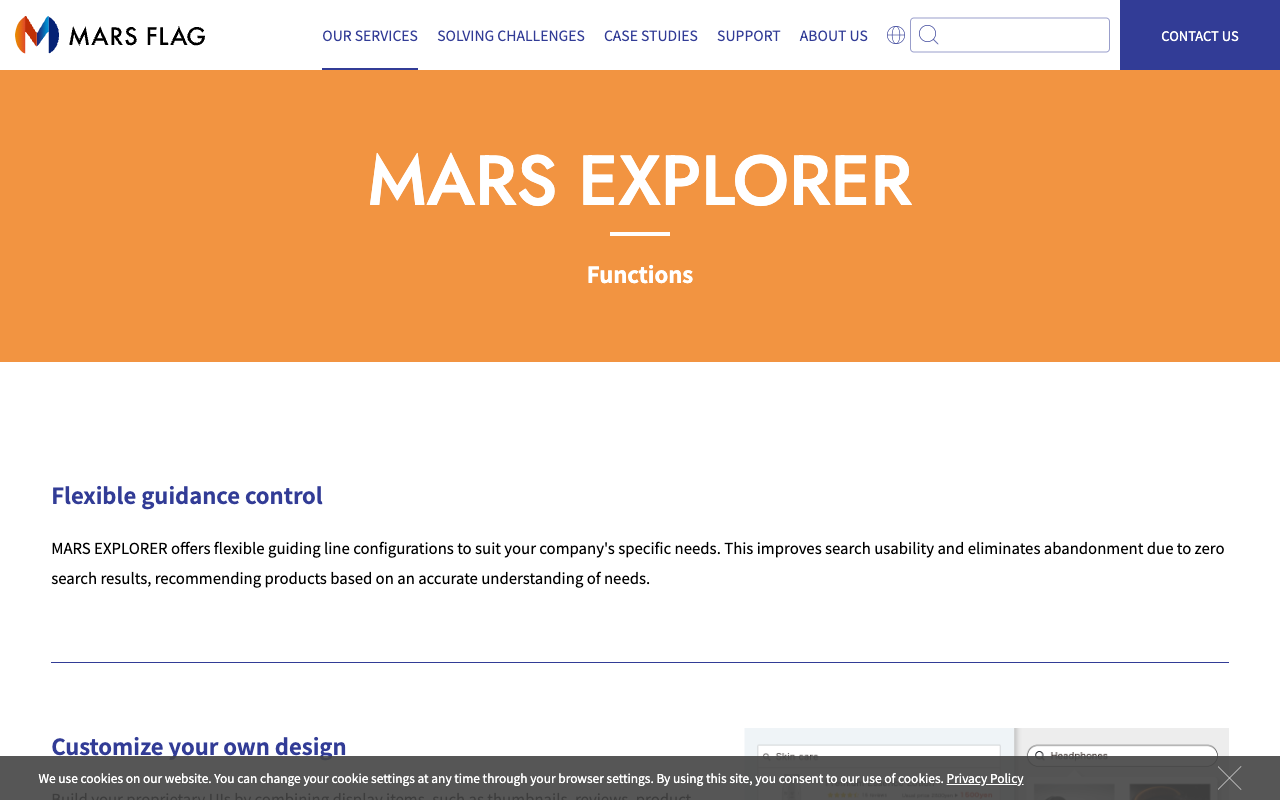 MARS FLAG
OUR SERVICES
SOLVING CHALLENGES
CASE STUDIES
SUPPORT
ABOUT US
CONTACT US
MARS EXPLORER
Functions
Flexible guidance control
MARS EXPLORER offers flexible guiding line configurations to suit your company's specific needs. This improves search usability and eliminates abandonment due to zero
search results, recommending products based on an accurate understanding of needs.
Customize your own design
Skin care
Headphones
We use cookies on our website. You can change your cookie settings at any time through your browser settings. By using this site, you consent to our use of cookies. Privacy Policy
Build your proprietary UIs by combining display items, such as thumbnails, reviews, product